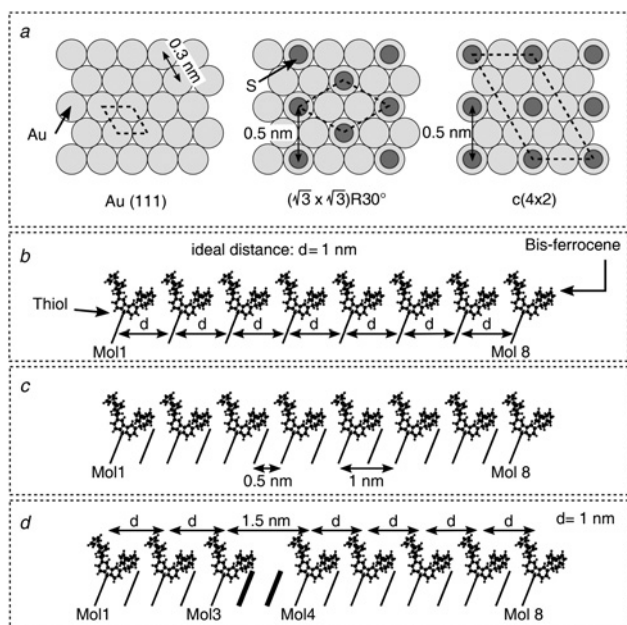 a
0.3 nm
S
Au
0.5 nm
0.5 nm
Au (111)
(√3 x √3)R30°
c(4x2)
b
ideal distance: d= 1 nm
Bis-ferrocene
Thiol
d d d d d d d
Mol1 Mol 8
c
Mol1 Mol 8
0.5 nm 1 nm
d
d d 1.5 nm d d d d
d= 1 nm
Mol1 Mol3 Mol4 Mol 8